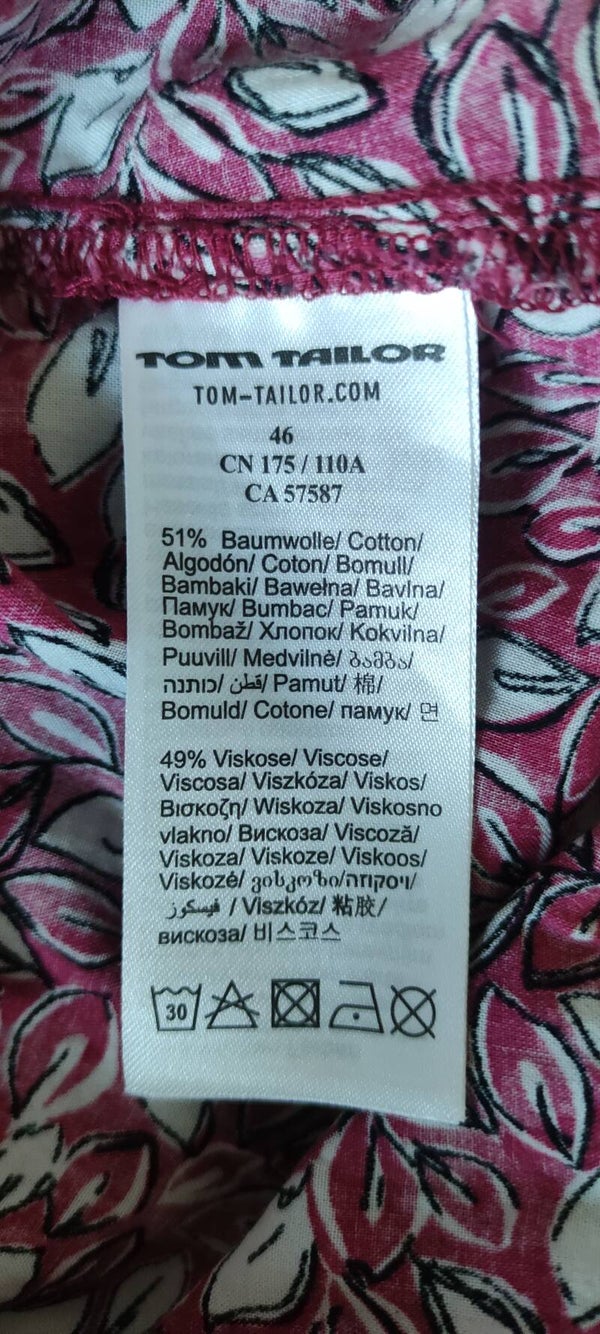 TOM TAILOR
TOM-TAILOR.COM
46
CN 175 / 110A
CA 57587
51% Baumwolle/ Cotton/
Algodón/ Coton/ Bomull/
Bambaki/ Bawełna/ Bavlna/
Памук/ Bumbac/ Pamuk/
Bombaž/ Хлопок/ Kokvilna/
Puuvill/ Medvilnė/ ბამბა/
כותנה/ قطن/ Pamut/ 棉/
Bomuld/ Cotone/ памук/ 면
49% Viskose/ Viscose/
Viscosa/ Viszkóza/ Viskos/
Βισκοζη/ Wiskoza/ Viskosno
vlakno/ Вискоза/ Viscoză/
Viskoza/ Viskoze/ Viskoos/
Viskozė/ ვისკოზი/ויסקוזה/
فيسكوز / Viszkóz/ 粘胶/
вискоза/ 비스코스
30